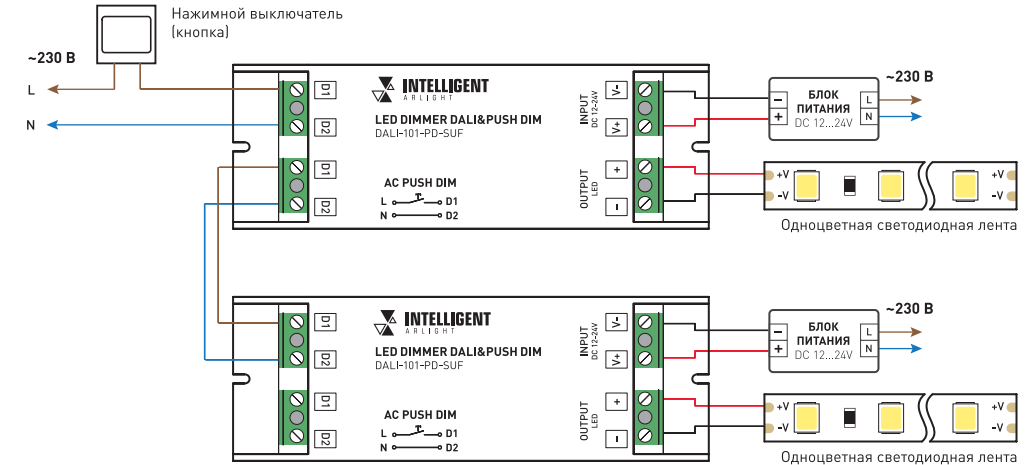 Нажимной выключатель
(кнопка)
~230 В
L
N
D1
D2
D1
D2
INTELLIGENT
ARLIGHT
LED DIMMER DALI&PUSH DIM
DALI-101-PD-SUF
AC PUSH DIM
L D1
N D2
INPUT
DC 12-24V
V-
V+
OUTPUT
LED
+
-
БЛОК
ПИТАНИЯ
DC 12...24V
-
+
L
N
~230 В
+V
-V
+V
-V
Одноцветная светодиодная лента
D1
D2
D1
D2
INTELLIGENT
ARLIGHT
LED DIMMER DALI&PUSH DIM
DALI-101-PD-SUF
AC PUSH DIM
L D1
N D2
INPUT
DC 12-24V
V-
V+
OUTPUT
LED
+
-
БЛОК
ПИТАНИЯ
DC 12...24V
-
+
L
N
~230 В
+V
-V
+V
-V
Одноцветная светодиодная лента